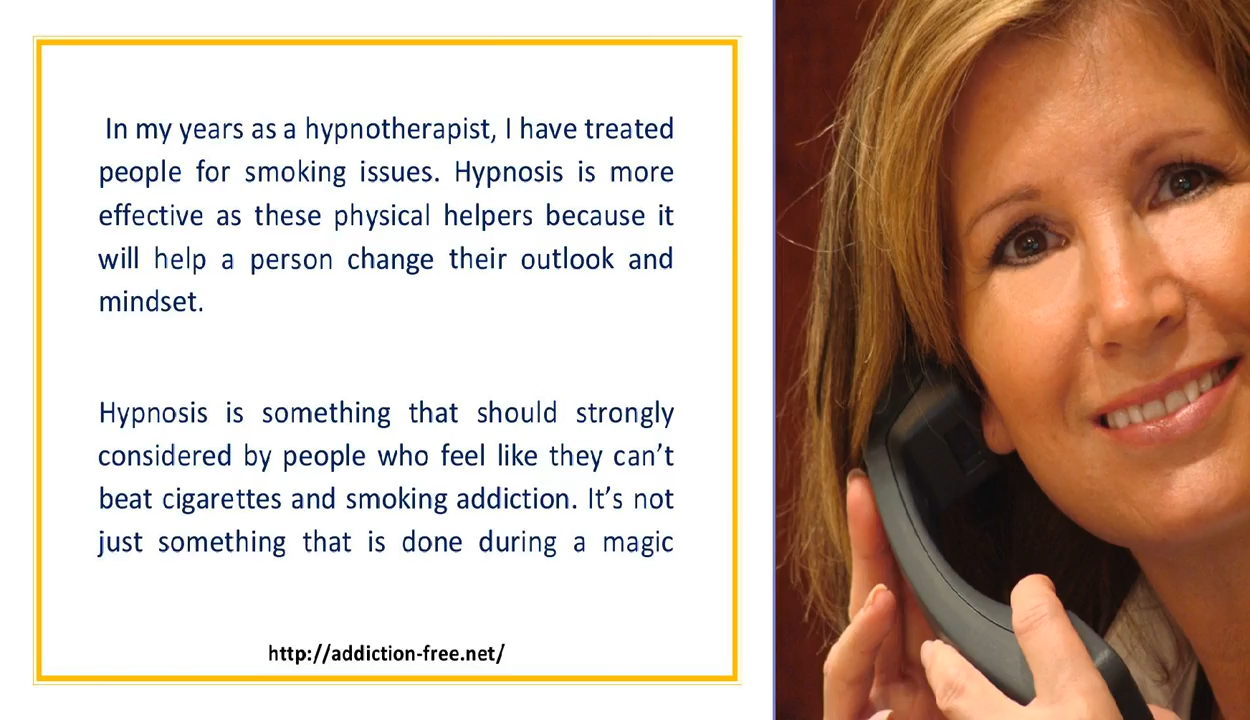 In my years as a hypnotherapist, I have treated
people for smoking issues. Hypnosis is more
effective as these physical helpers because it
will help a person change their outlook and
mindset.
Hypnosis is something that should strongly
considered by people who feel like they can’t
beat cigarettes and smoking addiction. It’s not
just something that is done during a magic
http://addiction-free.net/